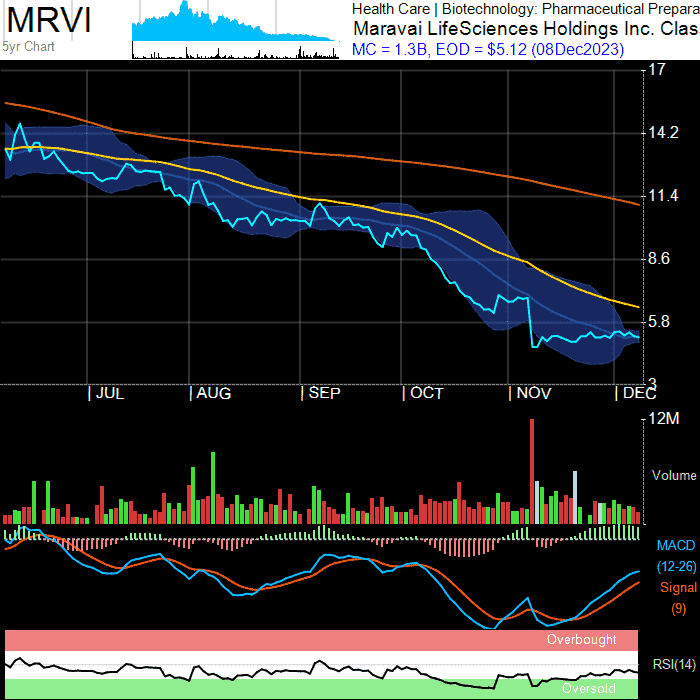 MRVI
5yr Chart
Health Care | Biotechnology: Pharmaceutical Prepara
Maravai LifeSciences Holdings Inc. Clas
MC = 1.3B, EOD = $5.12 (08Dec2023)
17
14.2
11.4
8.6
5.8
3
| JUL | AUG | SEP | OCT | NOV | DEC
12M
Volume
MACD
(12-26)
Signal
(9)
Overbought
RSI(14)
Oversold